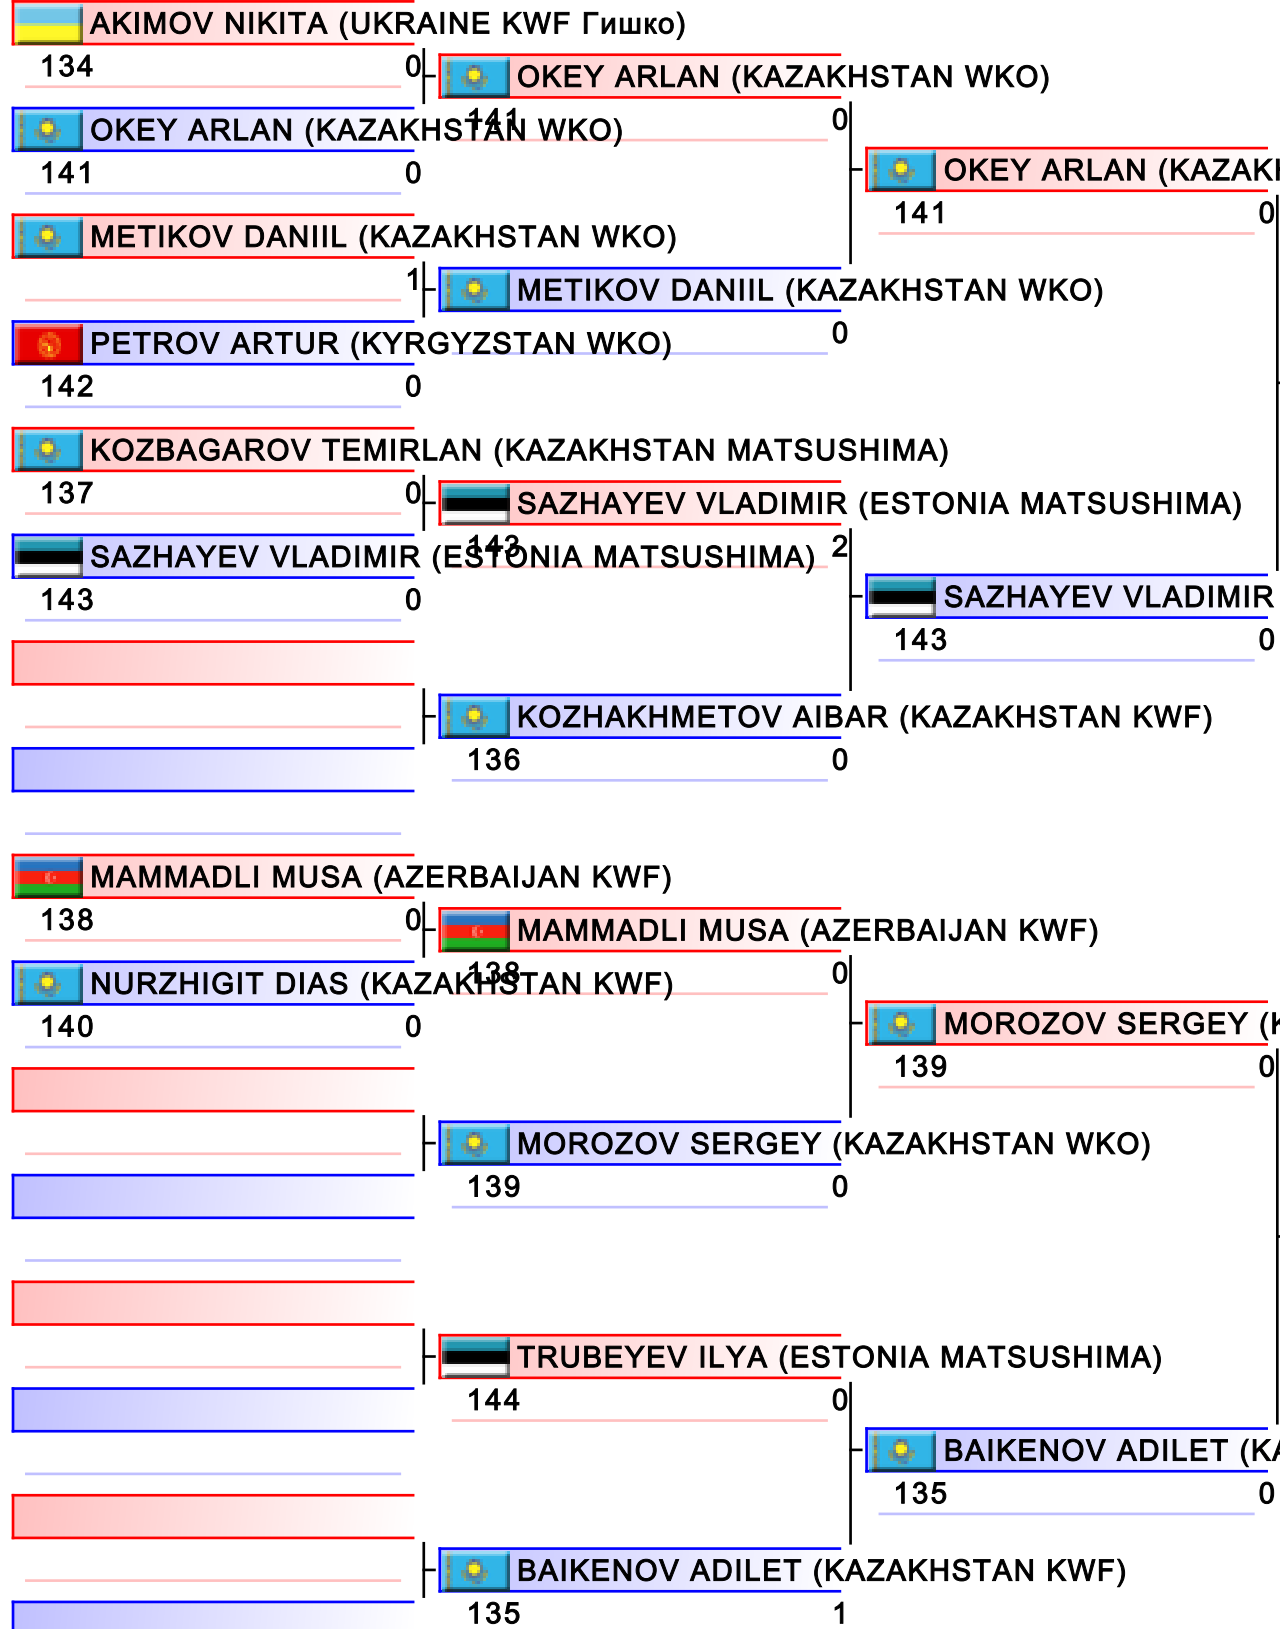 AKIMOV NIKITA (UKRAINE KWF Гишко)
134 0
OKEY ARLAN (KAZAKHSTAN WKO)
141 0
METIKOV DANIIL (KAZAKHSTAN WKO)
1
PETROV ARTUR (KYRGYZSTAN WKO)
142 0
KOZBAGAROV TEMIRLAN (KAZAKHSTAN MATSUSHIMA)
137 0
SAZHAYEV VLADIMIR (ESTONIA MATSUSHIMA)
143 0
MAMMADLI MUSA (AZERBAIJAN KWF)
138 0
NURZHIGIT DIAS (KAZAKHSTAN KWF)
140 0
OKEY ARLAN (KAZAKHSTAN WKO)
141 0
METIKOV DANIIL (KAZAKHSTAN WKO)
0
SAZHAYEV VLADIMIR (ESTONIA MATSUSHIMA)
143 2
KOZHAKHMETOV AIBAR (KAZAKHSTAN KWF)
136 0
MAMMADLI MUSA (AZERBAIJAN KWF)
138 0
MOROZOV SERGEY (KAZAKHSTAN WKO)
139 0
TRUBEYEV ILYA (ESTONIA MATSUSHIMA)
144 0
BAIKENOV ADILET (KAZAKHSTAN KWF)
135 1
OKEY ARLAN (KAZAK
141 0
SAZHAYEV VLADIMIR
143 0
MOROZOV SERGEY (K
139 0
BAIKENOV ADILET (KA
135 0